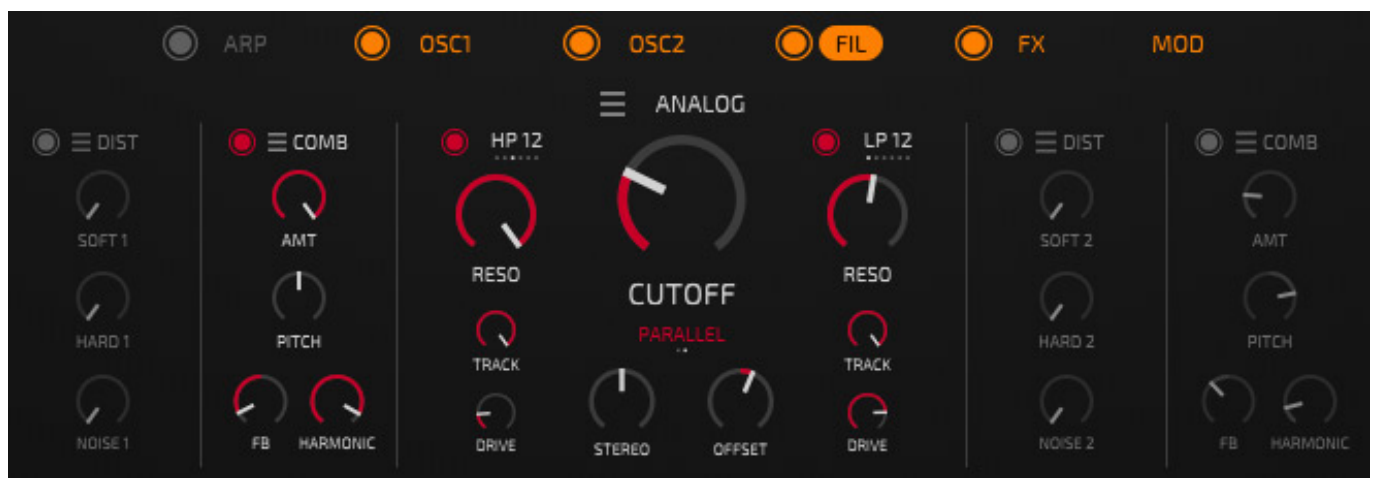 ARP OSC1 OSC2 FIL FX MOD
ANALOG
DIST COMB HP 12 LP 12 DIST COMB
SOFT 1 AMT RESO RESO SOFT 2 AMT
CUTOFF
HARD 1 PITCH TRACK PARALLEL TRACK HARD 2 PITCH
NOISE 1 FB HARMONIC DRIVE STEREO OFFSET DRIVE NOISE 2 FB HARMONIC